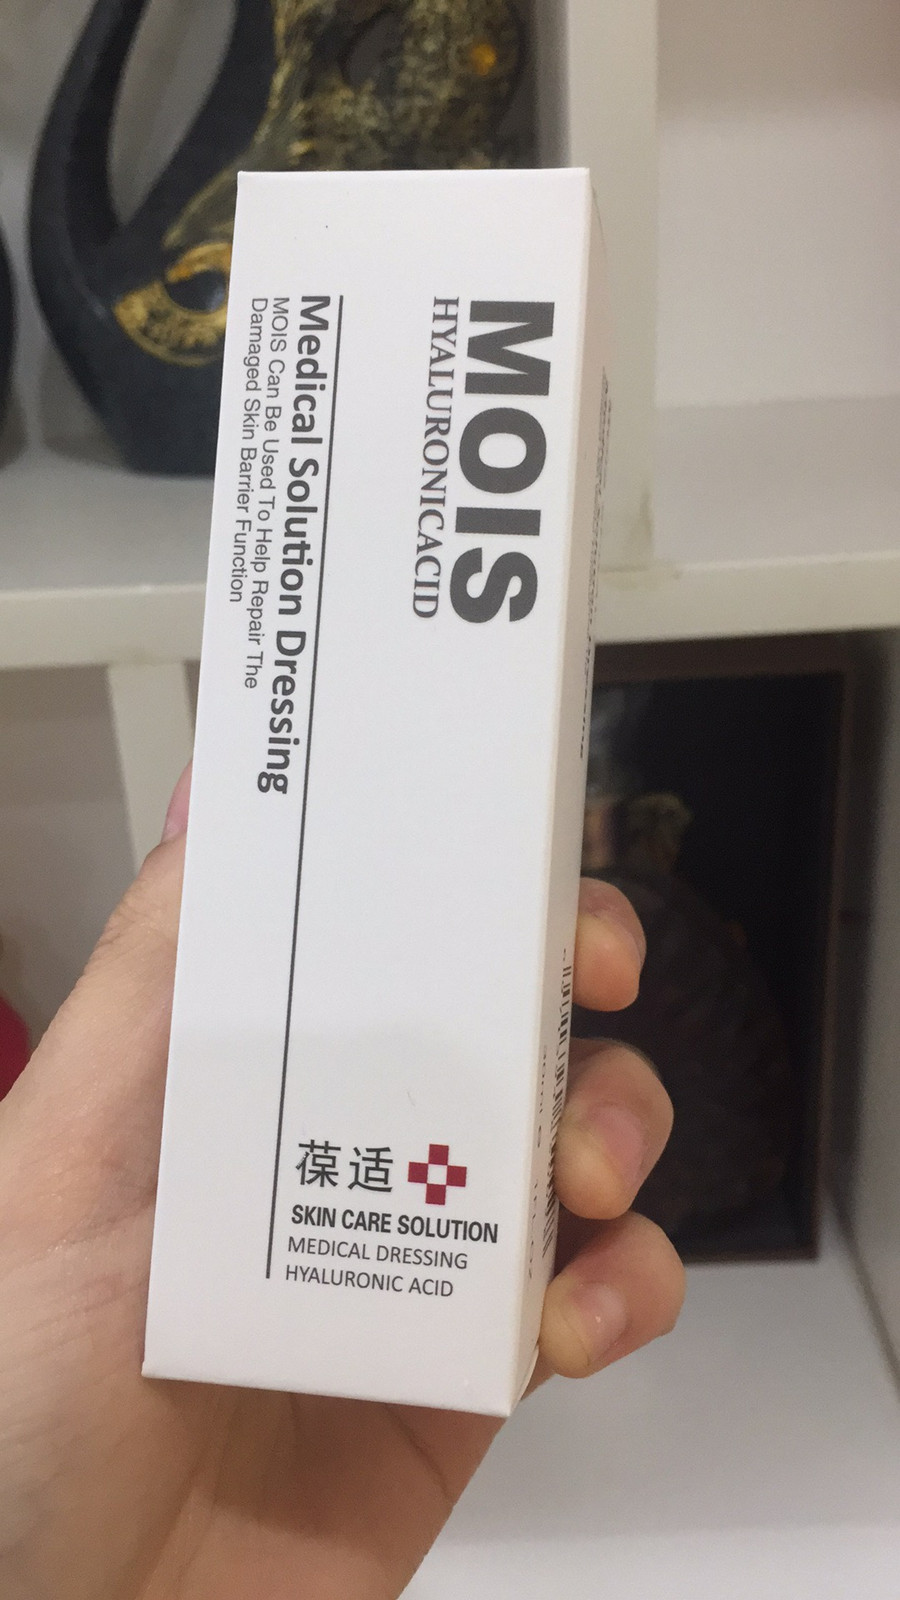 MOIS
HYALURONICACID
Medical Solution Dressing
MOIS Can Be Used To Help Repair The
Damaged Skin Barrier Function
葆适
SKIN CARE SOLUTION
MEDICAL DRESSING
HYALURONIC ACID